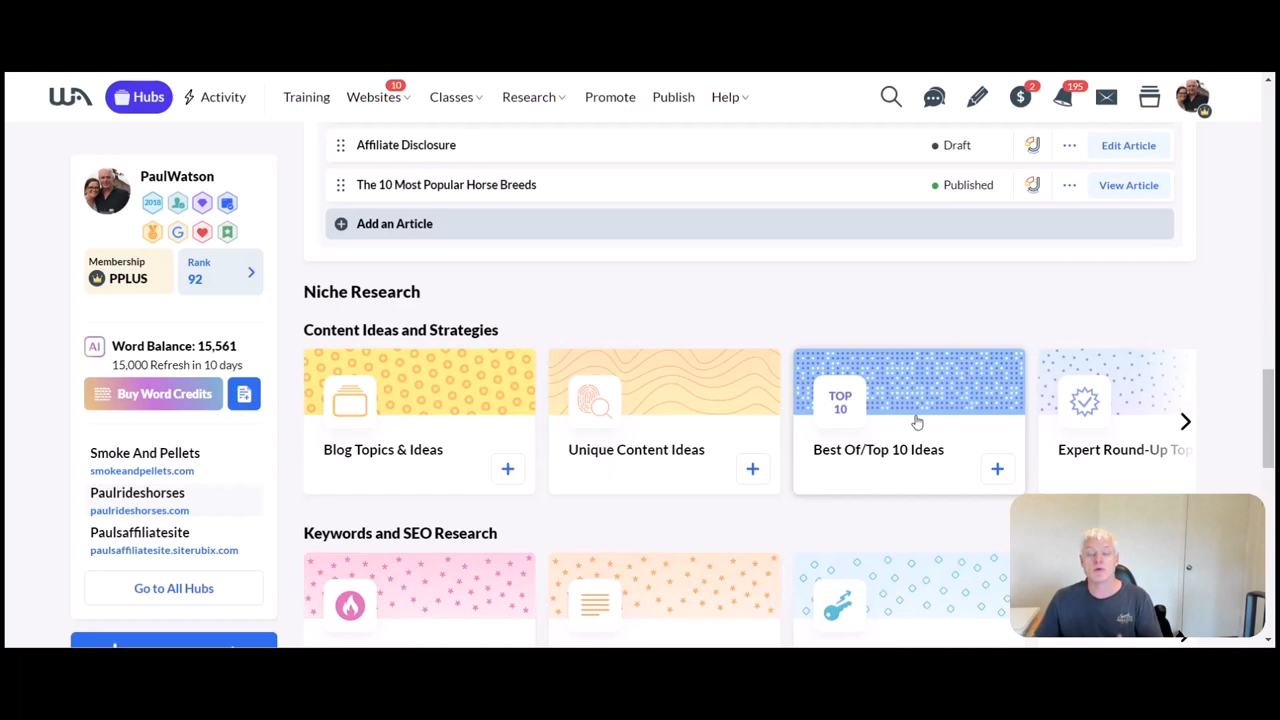 WA Hubs Activity Training Websites 10 Classes Research Promote Publish Help 2 195
Affiliate Disclosure Draft Edit Article
The 10 Most Popular Horse Breeds Published View Article
Add an Article
PaulWatson
2018
Membership
PPLUS
Rank
92
AI Word Balance: 15,561
15,000 Refresh in 10 days
Buy Word Credits
Smoke And Pellets
smokeandpellets.com
Paulrideshorses
paulrideshorses.com
Paulsaffiliatesite
paulsaffiliatesite.siterubix.com
Go to All Hubs
Niche Research
Content Ideas and Strategies
Blog Topics & Ideas
Unique Content Ideas
TOP
10
Best Of/Top 10 Ideas
Expert Round-Up Top
Keywords and SEO Research